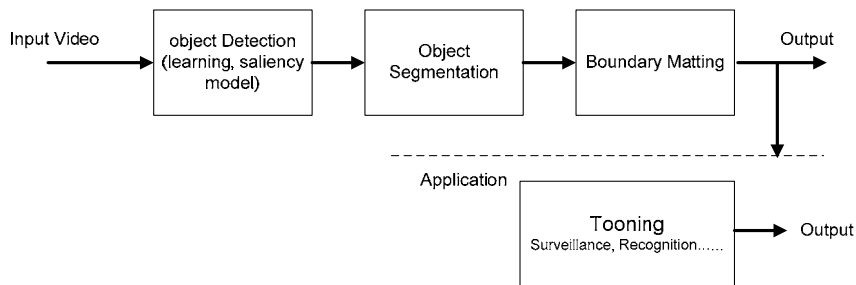 Input Video
object Detection
(learning, saliency
model)
Object
Segmentation
Boundary Matting
Output
Application
Tooning
Surveillance, Recognition......
Output